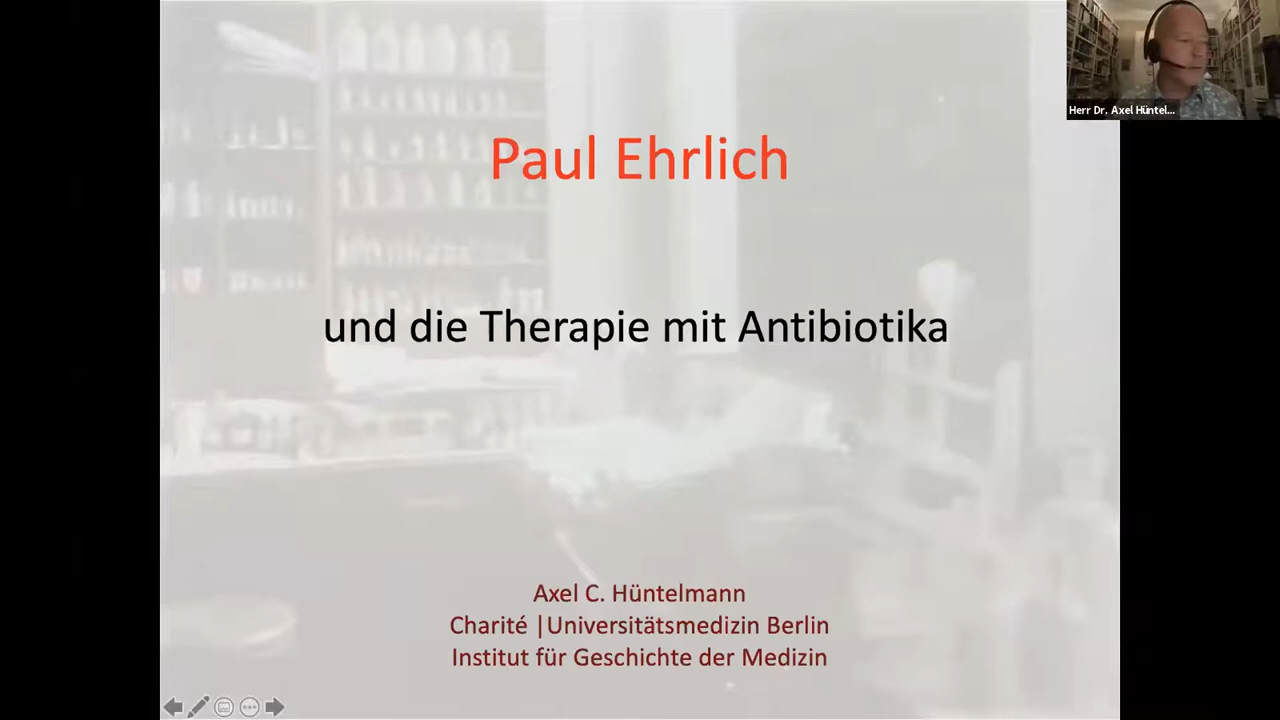 Herr Dr. Axel Hüntel...
Paul Ehrlich
und die Therapie mit Antibiotika
Axel C. Hüntelmann
Charité |Universitätsmedizin Berlin
Institut für Geschichte der Medizin